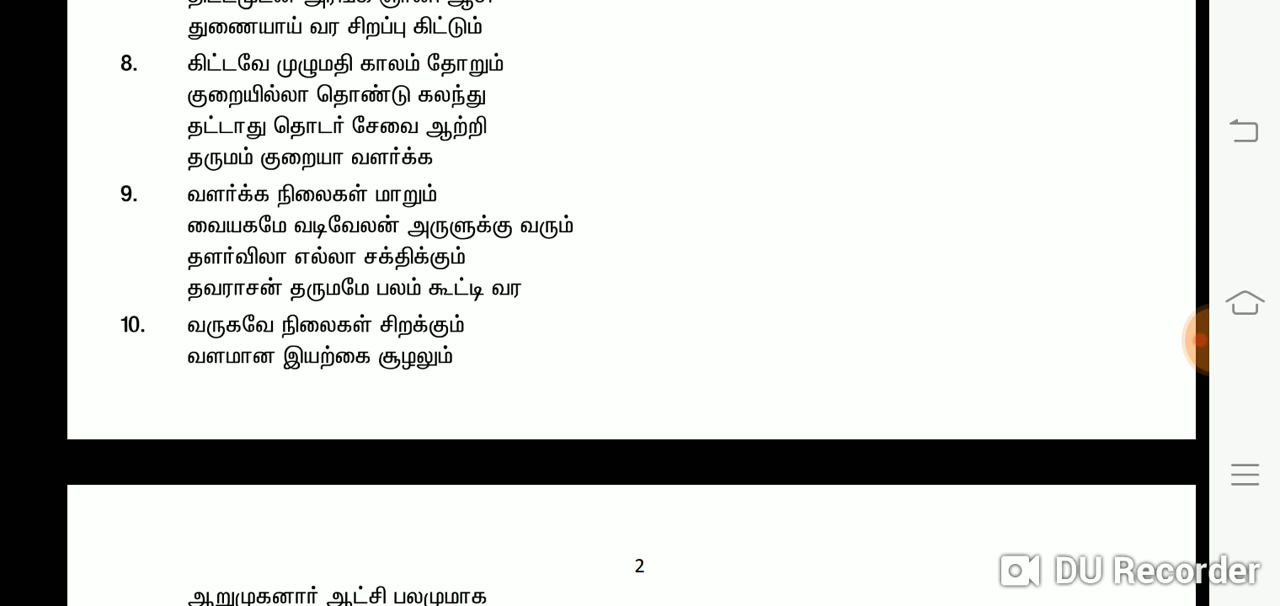 துணையாய் வர சிறப்பு கிட்டும்
8. கிட்டவே முழுமதி காலம் தோறும்
குறையில்லா தொண்டு கலந்து
தட்டாது தொடர் சேவை ஆற்றி
தருமம் குறையா வளர்க்க
9. வளர்க்க நிலைகள் மாறும்
வையகமே வடிவேலன் அருளுக்கு வரும்
தளர்விலா எல்லா சக்திக்கும்
தவராசன் தருமமே பலம் கூட்டி வர
10. வருகவே நிலைகள் சிறக்கும்
வளமான இயற்கை சூழலும்
2
DU Recorder
ஆறுமுகனார் ஆட்சி பலமுமாக